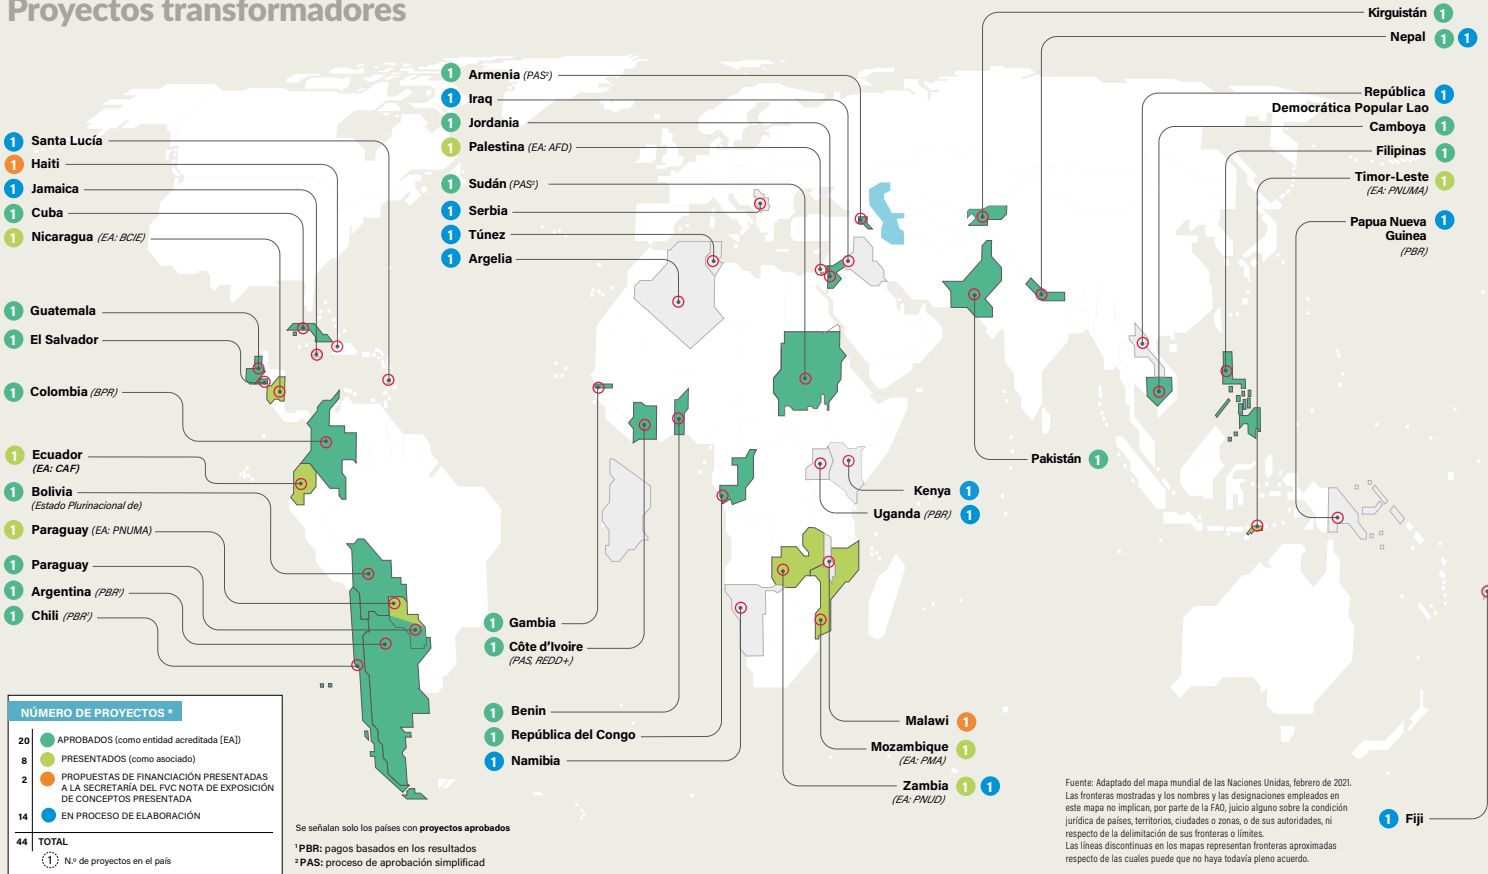 Proyectos transformadores
1 Santa Lucía
1 Haiti
1 Jamaica
1 Cuba
1 Nicaragua (EA: BCIE)
1 Guatemala
1 El Salvador
1 Colombia (BPR)
1 Ecuador
(EA: CAF)
1 Bolivia
(Estado Plurinacional de)
1 Paraguay (EA: PNUMA)
1 Paraguay
1 Argentina (PBR¹)
1 Chili (PBR¹)
1 Armenia (PAS²)
1 Iraq
1 Jordania
1 Palestina (EA: AFD)
1 Sudán (PAS²)
1 Serbia
1 Túnez
1 Argelia
Kirguistán 1
Nepal 1 1
República 1
Democrática Popular Lao
Camboya 1
Filipinas 1
Timor-Leste 1
(EA: PNUMA)
Papua Nueva 1
Guinea
(PBR)
Pakistán 1
Kenya 1
Uganda (PBR) 1
1 Gambia
1 Côte d'Ivoire
(PAS, REDD+)
1 Benin
1 República del Congo
1 Namibia
Malawi 1
Mozambique 1
(EA: PMA)
Zambia 1 1
(EA: PNUD)
1 Fiji
NÚMERO DE PROYECTOS *
20 APROBADOS (como entidad acreditada [EA])
8 PRESENTADOS (como asociado)
2 PROPUESTAS DE FINANCIACIÓN PRESENTADAS
A LA SECRETARÍA DEL FVC NOTA DE EXPOSICIÓN
DE CONCEPTOS PRESENTADA
14 EN PROCESO DE ELABORACIÓN
44 TOTAL
1 N.º de proyectos en el país
Se señalan solo los países con proyectos aprobados
¹ PBR: pagos basados en los resultados
² PAS: proceso de aprobación simplificad
Fuente: Adaptado del mapa mundial de las Naciones Unidas, febrero de 2021.
Las fronteras mostradas y los nombres y las designaciones empleados en
este mapa no implican, por parte de la FAO, juicio alguno sobre la condición
jurídica de países, territorios, ciudades o zonas, o de sus autoridades, ni
respecto de la delimitación de sus fronteras o límites.
Las líneas discontinuas en los mapas representan fronteras aproximadas
respecto de las cuales puede que no haya todavía pleno acuerdo.